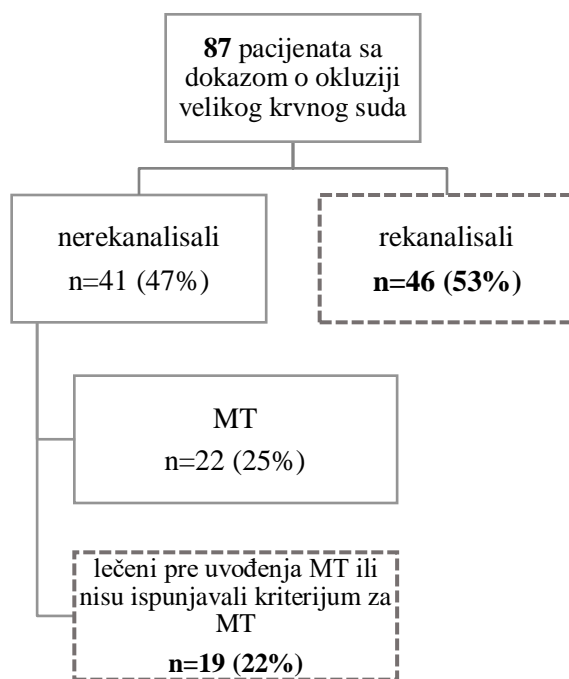 87 pacijenata sa
dokazom o okluziji
velikog krvnog suda
nerekanalisali
n=41 (47%)
rekanalisali
n=46 (53%)
MT
n=22 (25%)
lečeni pre uvođenja MT ili
nisu ispunjavali kriterijum za
MT
n=19 (22%)